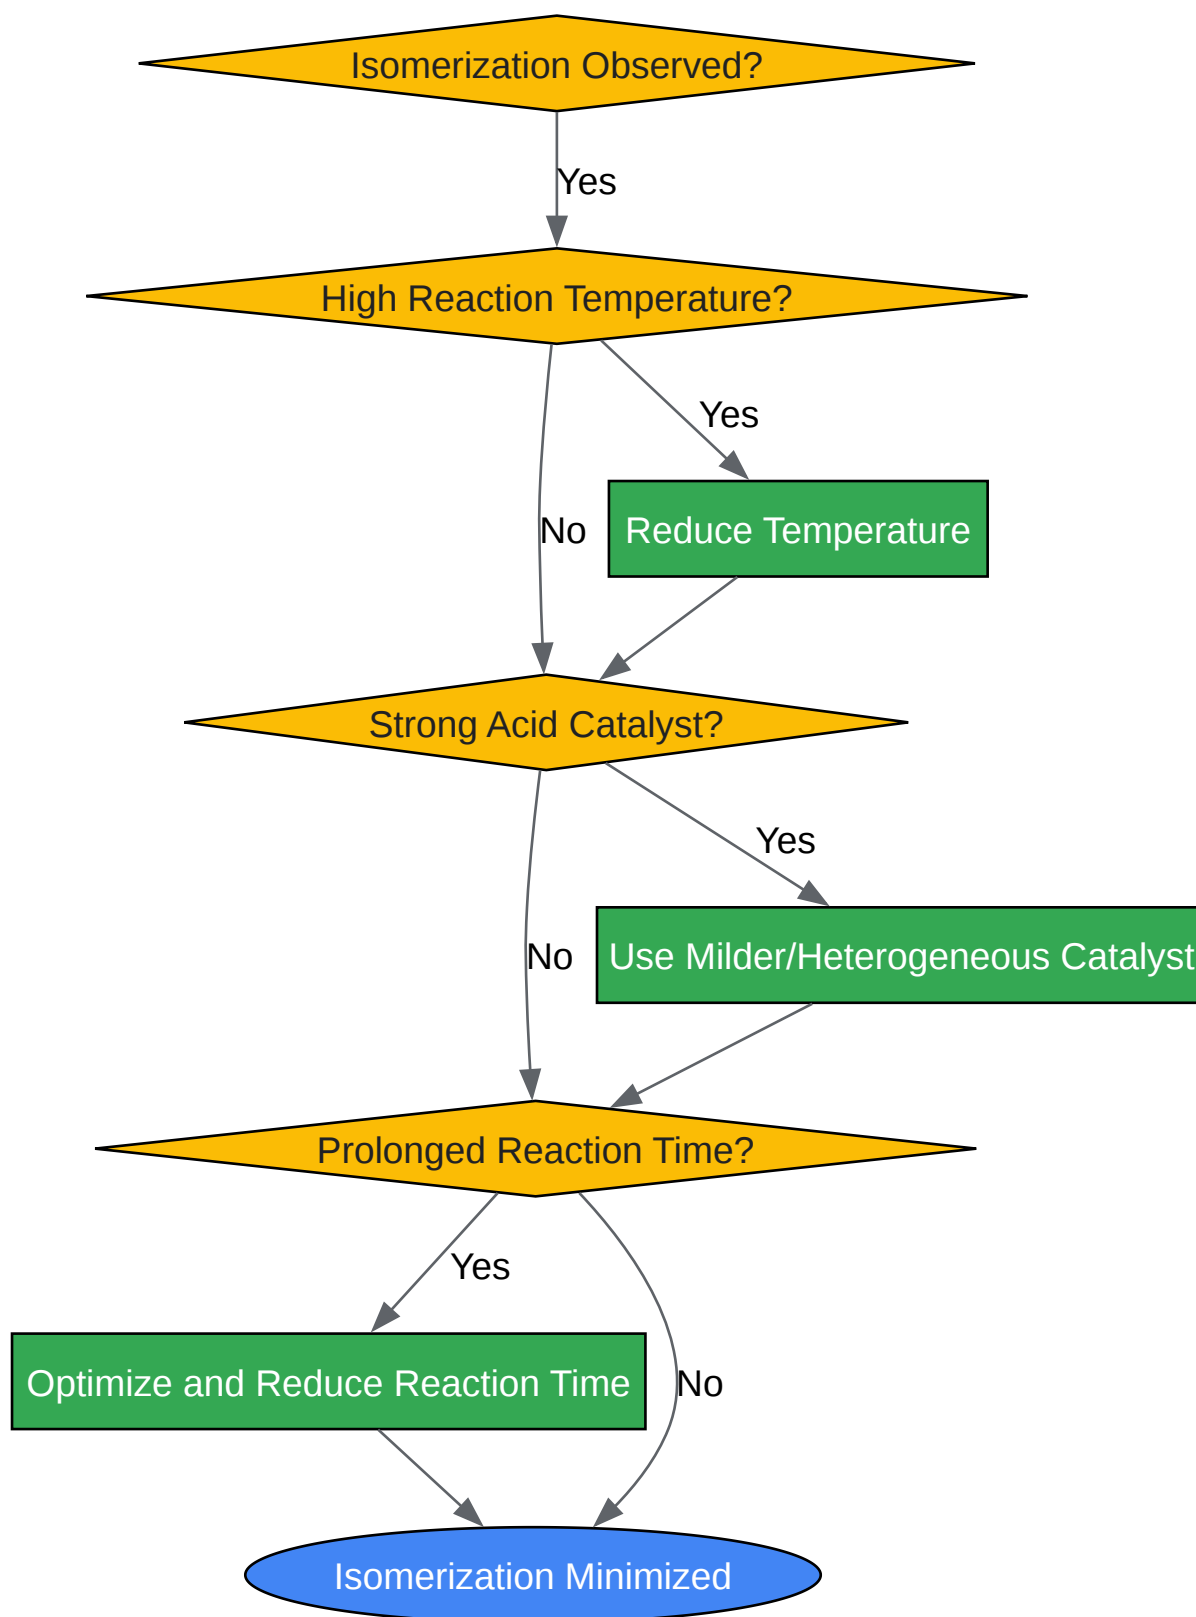 Isomerization Observed?
Yes
High Reaction Temperature?
Yes
No
Reduce Temperature
Strong Acid Catalyst?
Yes
No
Use Milder/Heterogeneous Catalyst
Prolonged Reaction Time?
Yes
Optimize and Reduce Reaction Time
No
Isomerization Minimized